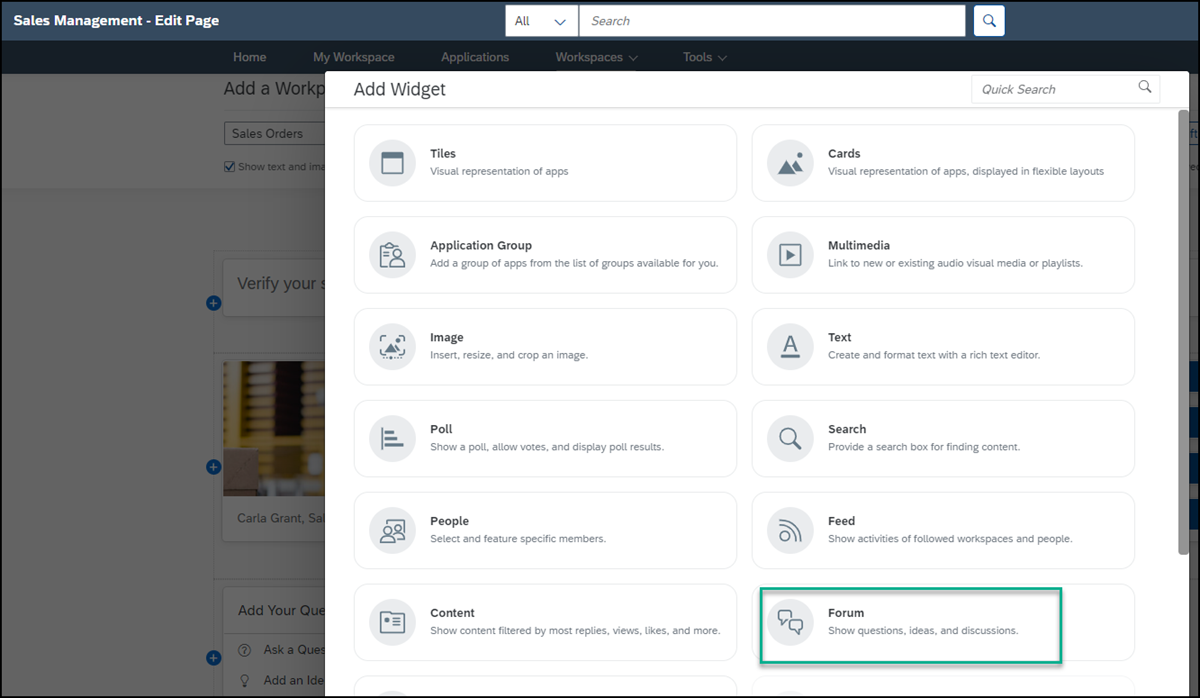 Sales Management - Edit Page
All
Search
Home
My Workspace
Applications
Workspaces
Tools
Add a Workp
Sales Orders
Show text and ima
Verify your s
Carla Grant, Sal
Add Your Que
Ask a Ques
Add an Ide
Add Widget
Quick Search
Tiles
Visual representation of apps
Cards
Visual representation of apps, displayed in flexible layouts
Application Group
Add a group of apps from the list of groups available for you.
Multimedia
Link to new or existing audio visual media or playlists.
Image
Insert, resize, and crop an image.
Text
Create and format text with a rich text editor.
Poll
Show a poll, allow votes, and display poll results.
Search
Provide a search box for finding content.
People
Select and feature specific members.
Feed
Show activities of followed workspaces and people.
Content
Show content filtered by most replies, views, likes, and more.
Forum
Show questions, ideas, and discussions.